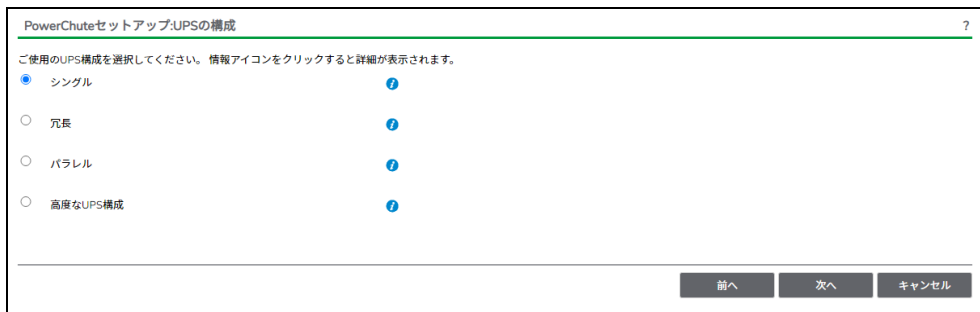 PowerChuteセットアップ:UPSの構成 ?
ご使用のUPS構成を選択してください。 情報アイコンをクリックすると詳細が表示されます。
シングル i
冗長 i
パラレル i
高度なUPS構成 i
前へ 次へ キャンセル